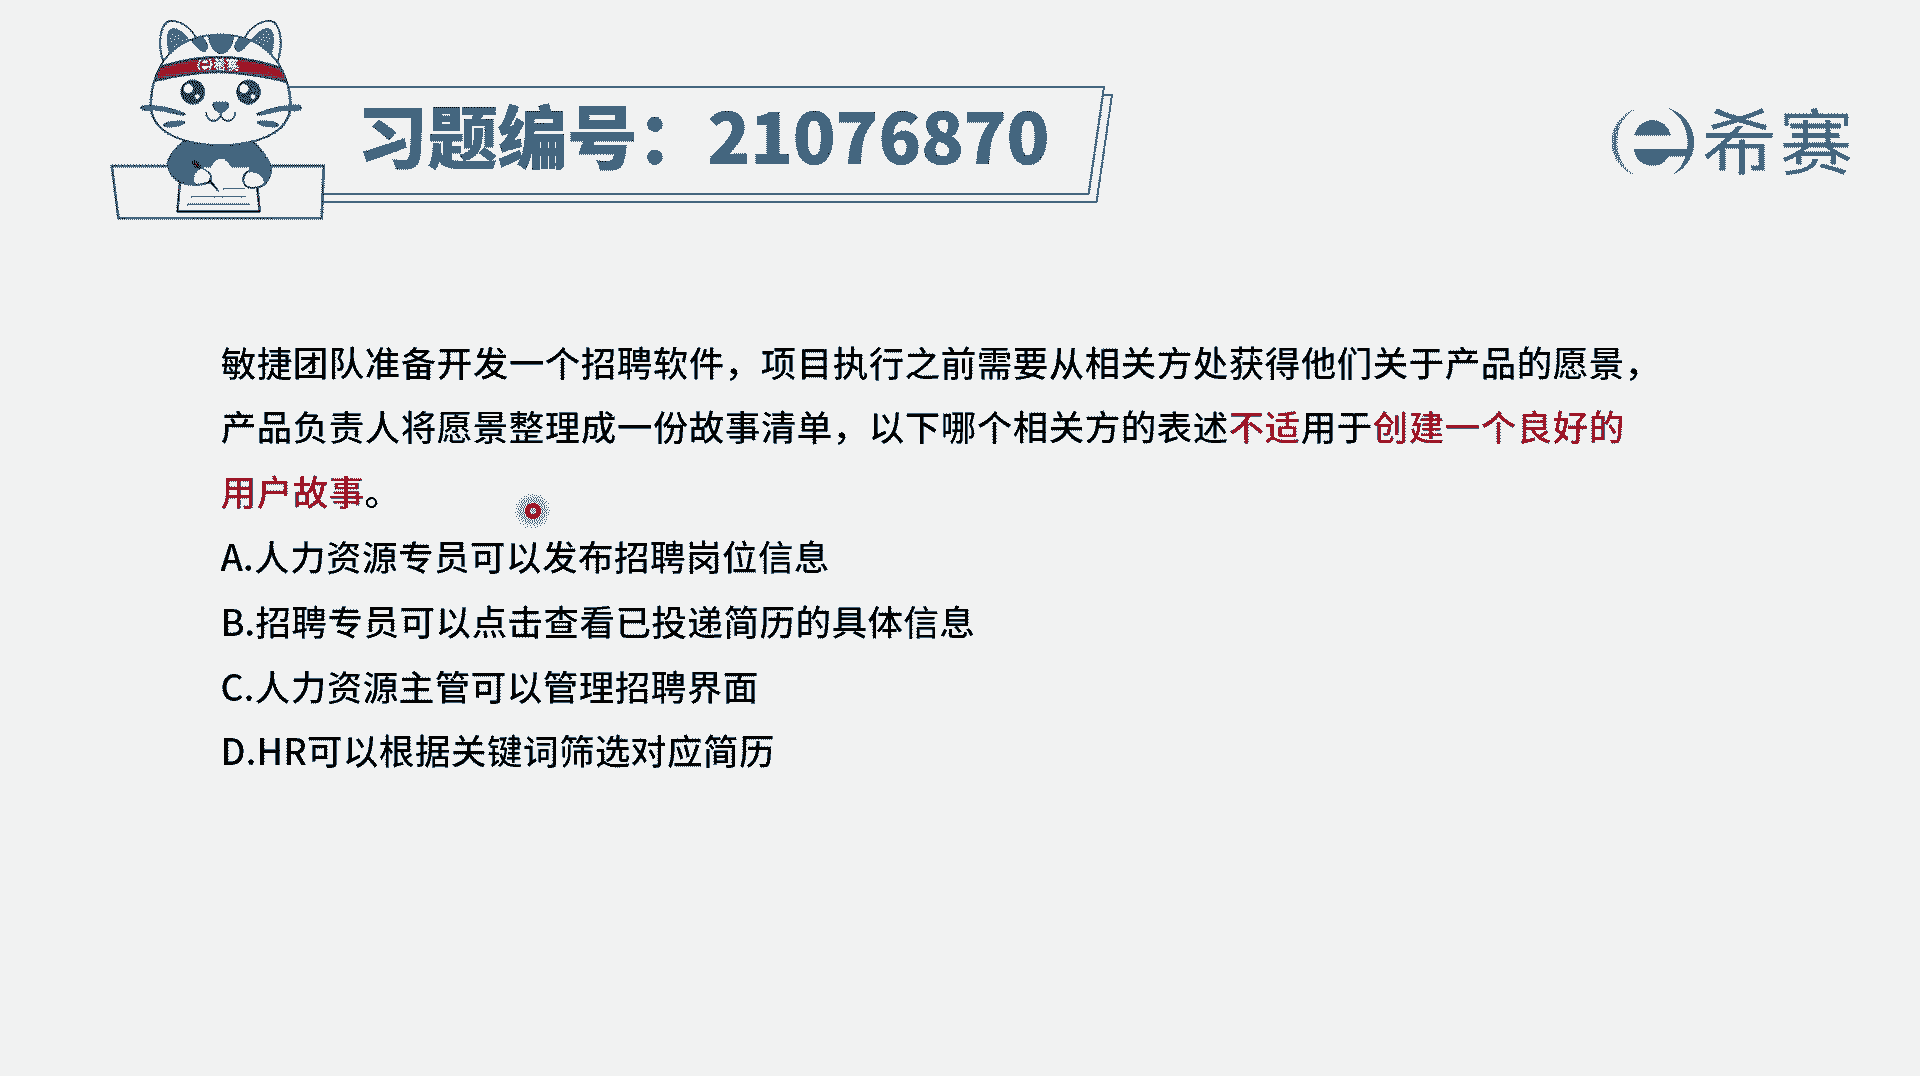 希赛
习题编号：21076870
希赛
敏捷团队准备开发一个招聘软件，项目执行之前需要从相关方处获得他们关于产品的愿景，
产品负责人将愿景整理成一份故事清单，以下哪个相关方的表述不适用于创建一个良好的
用户故事。
A.人力资源专员可以发布招聘岗位信息
B.招聘专员可以点击查看已投递简历的具体信息
C.人力资源主管可以管理招聘界面
D.HR可以根据关键词筛选对应简历